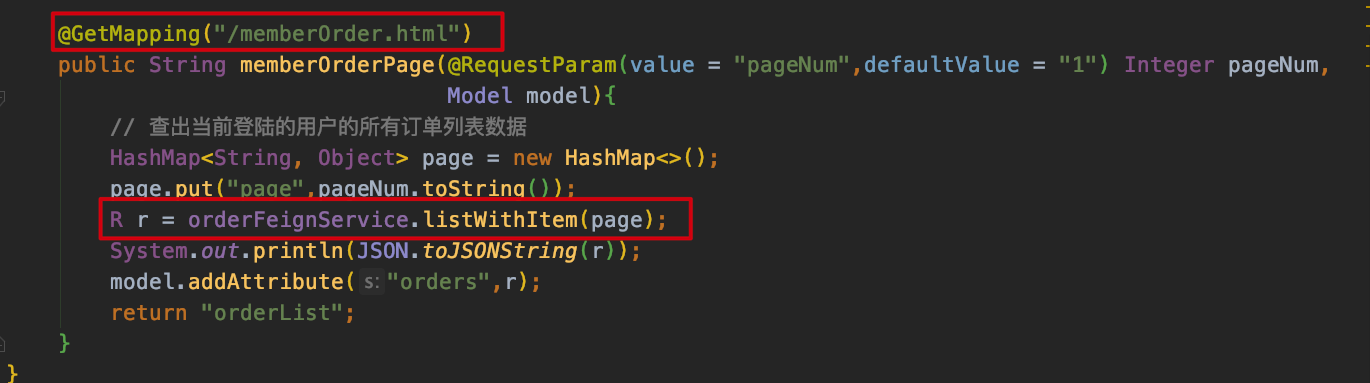 @GetMapping("/memberOrder.html")
public String memberOrderPage(@RequestParam(value = "pageNum",defaultValue = "1") Integer pageNum,
Model model){
// 查出当前登陆的用户的所有订单列表数据
HashMap<String, Object> page = new HashMap<>();
page.put("page",pageNum.toString());
R r = orderFeignService.listWithItem(page);
System.out.println(JSON.toJSONString(r));
model.addAttribute( s: "orders",r);
return "orderList";
}
}